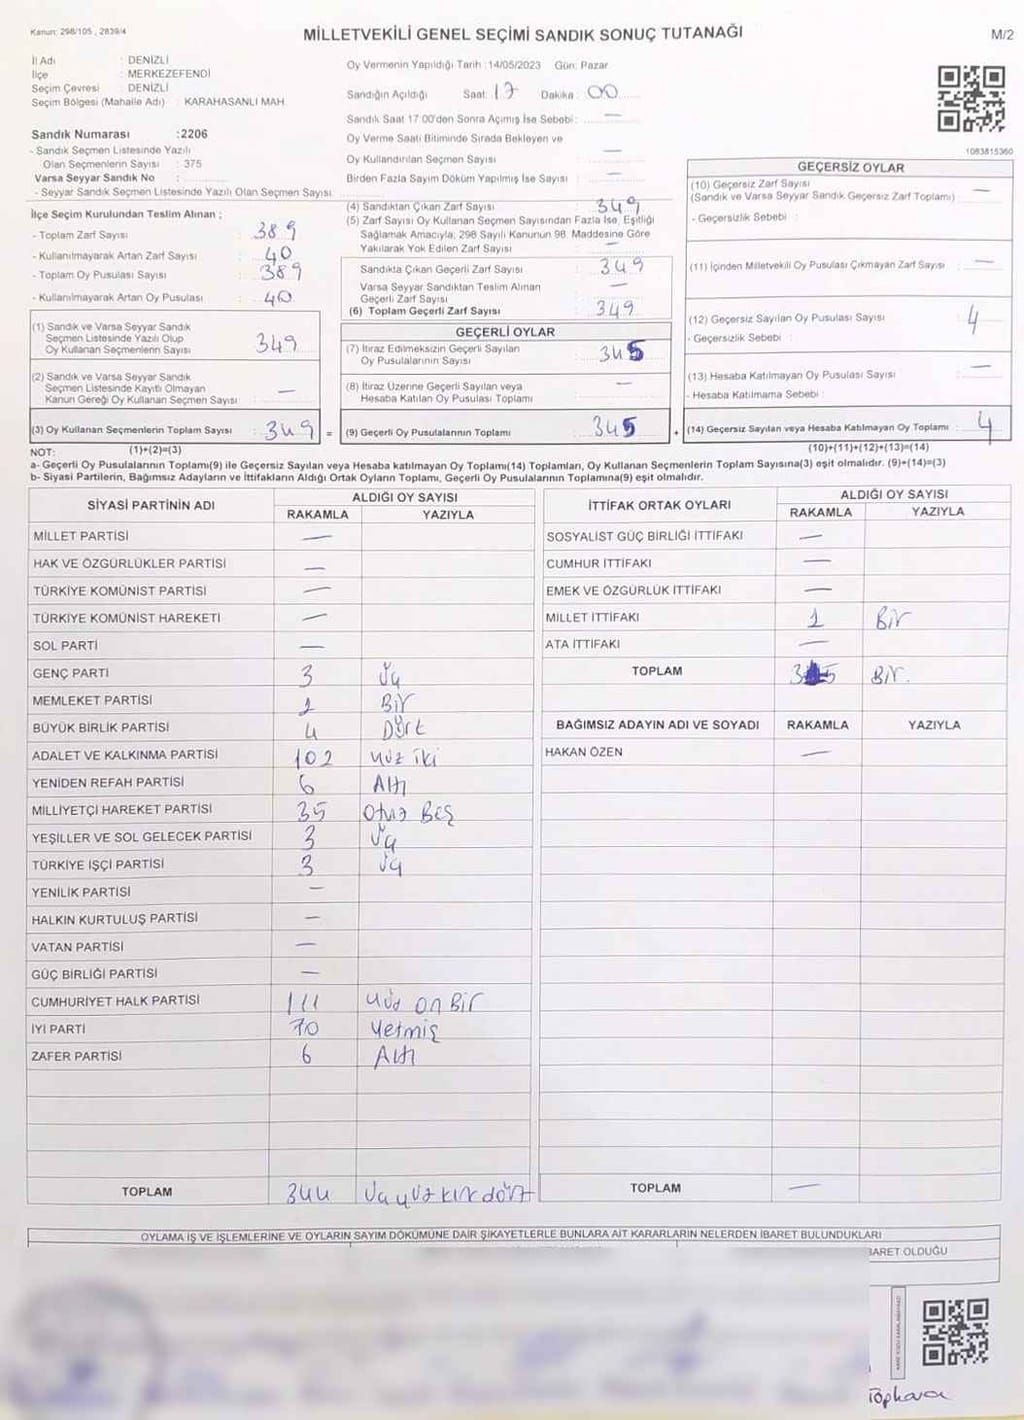 Kanun: 298/105 , 2839/4
MİLLETVEKİLİ GENEL SEÇİMİ SANDIK SONUÇ TUTANAĞI
M/2
İl Adı : DENİZLİ
İlçe : MERKEZEFENDİ
Seçim Çevresi : DENİZLİ
Seçim Bölgesi (Mahalle Adı) : KARAHASANLI MAH.
Sandık Numarası :2206
- Sandık Seçmen Listesinde Yazılı
Olan Seçmenlerin Sayısı : 375
Varsa Seyyar Sandık No :
- Seyyar Sandık Seçmen Listesinde Yazılı Olan Seçmen Sayısı :
Oy Vermenin Yapıldığı Tarih :14/05/2023 Gün: Pazar
Sandığın Açıldığı Saat: 17 Dakika : 00
Sandık Saat 17:00'den Sonra Açılmış İse Sebebi : —
Oy Verme Saati Bitiminde Sırada Bekleyen ve
Oy Kullandırılan Seçmen Sayısı : —
Birden Fazla Sayım Döküm Yapılmış İse Sayısı : —
1083815360
İlçe Seçim Kurulundan Teslim Alınan ;
- Toplam Zarf Sayısı : 389
- Kullanılmayarak Artan Zarf Sayısı : 40
- Toplam Oy Pusulası Sayısı : 389
- Kullanılmayarak Artan Oy Pusulası : 40
(1) Sandık ve Varsa Seyyar Sandık
Seçmen Listesinde Yazılı Olup
Oy Kullanan Seçmenlerin Sayısı : 349
(2) Sandık ve Varsa Seyyar Sandık
Seçmen Listesinde Kayıtlı Olmayan
Kanun Gereği Oy Kullanan Seçmen Sayısı : —
(3) Oy Kullanan Seçmenlerin Toplam Sayısı : 349 =
(4) Sandıktan Çıkan Zarf Sayısı : 349
(5) Zarf Sayısı Oy Kullanan Seçmen Sayısından Fazla İse, Eşitliği
Sağlamak Amacıyla; 298 Sayılı Kanunun 98. Maddesine Göre
Yakılarak Yok Edilen Zarf Sayısı : —
Sandıkta Çıkan Geçerli Zarf Sayısı : 349
Varsa Seyyar Sandıktan Teslim Alınan
Geçerli Zarf Sayısı : —
(6) Toplam Geçerli Zarf Sayısı : 349
GEÇERLİ OYLAR
(7) İtiraz Edilmeksizin Geçerli Sayılan
Oy Pusulalarının Sayısı : 345
(8) İtiraz Üzerine Geçerli Sayılan veya
Hesaba Katılan Oy Pusulası Toplamı : —
(9) Geçerli Oy Pusulalarının Toplamı : 345 +
GEÇERSİZ OYLAR
(10) Geçersiz Zarf Sayısı
(Sandık ve Varsa Seyyar Sandık Geçersiz Zarf Toplamı) : —
- Geçersizlik Sebebi :
(11) İçinden Milletvekili Oy Pusulası Çıkmayan Zarf Sayısı : —
(12) Geçersiz Sayılan Oy Pusulası Sayısı : 4
- Geçersizlik Sebebi :
(13) Hesaba Katılmayan Oy Pusulası Sayısı : —
- Hesaba Katılmama Sebebi :
(14) Geçersiz Sayılan veya Hesaba Katılmayan Oy Toplamı : 4
NOT: (1)+(2)=(3) (10)+(11)+(12)+(13)=(14)
a- Geçerli Oy Pusulalarının Toplamı(9) ile Geçersiz Sayılan veya Hesaba katılmayan Oy Toplamı(14) Toplamları, Oy Kullanan Seçmenlerin Toplam Sayısına(3) eşit olmalıdır. (9)+(14)=(3)
b- Siyasi Partilerin, Bağımsız Adayların ve İttifakların Aldığı Ortak Oyların Toplamı, Geçerli Oy Pusulalarının Toplamına(9) eşit olmalıdır.
SİYASİ PARTİNİN ADI ALDIĞI OY SAYISI
RAKAMLA YAZIYLA
MİLLET PARTİSİ —
HAK VE ÖZGÜRLÜKLER PARTİSİ —
TÜRKİYE KOMÜNİST PARTİSİ —
TÜRKİYE KOMÜNİST HAREKETİ —
SOL PARTİ —
GENÇ PARTİ 3 Üç
MEMLEKET PARTİSİ 1 Bir
BÜYÜK BİRLİK PARTİSİ 4 Dört
ADALET VE KALKINMA PARTİSİ 102 Yüz iki
YENİDEN REFAH PARTİSİ 6 Altı
MİLLİYETÇİ HAREKET PARTİSİ 35 Otuz Beş
YEŞİLLER VE SOL GELECEK PARTİSİ 3 Üç
TÜRKİYE İŞÇİ PARTİSİ 3 Üç
YENİLİK PARTİSİ —
HALKIN KURTULUŞ PARTİSİ —
VATAN PARTİSİ —
GÜÇ BİRLİĞİ PARTİSİ —
CUMHURİYET HALK PARTİSİ 111 Yüz On Bir
İYİ PARTİ 70 Yetmiş
ZAFER PARTİSİ 6 Altı
TOPLAM 344 Üçyüz kırk dört
İTTİFAK ORTAK OYLARI ALDIĞI OY SAYISI
RAKAMLA YAZIYLA
SOSYALİST GÜÇ BİRLİĞİ İTTİFAKI —
CUMHUR İTTİFAKI —
EMEK VE ÖZGÜRLÜK İTTİFAKI —
MİLLET İTTİFAKI 1 Bir
ATA İTTİFAKI —
TOPLAM Bir.
BAĞIMSIZ ADAYIN ADI VE SOYADI RAKAMLA YAZIYLA
HAKAN ÖZEN —
TOPLAM —
OYLAMA İŞ VE İŞLEMLERİNE VE OYLARIN SAYIM DÖKÜMÜNE DAİR ŞİKAYETLERLE BUNLARA AİT KARARLARIN NELERDEN İBARET BULUNDUKLARI
BARET OLDUĞU
Topkara